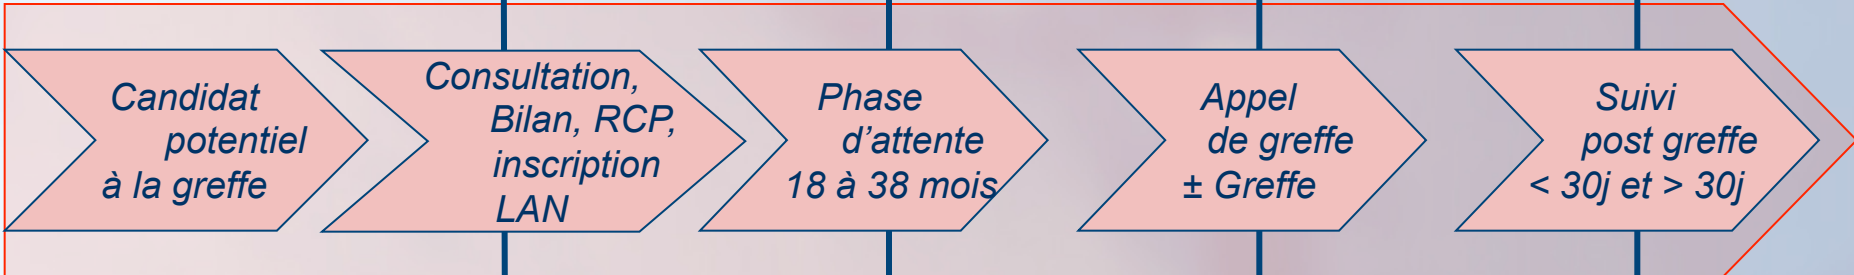 Candidat
potentiel
à la greffe
Consultation,
Bilan, RCP,
inscription
LAN
Phase
d’attente
18 à 38 mois
Appel
de greffe
± Greffe
Suivi
post greffe
< 30j et > 30j